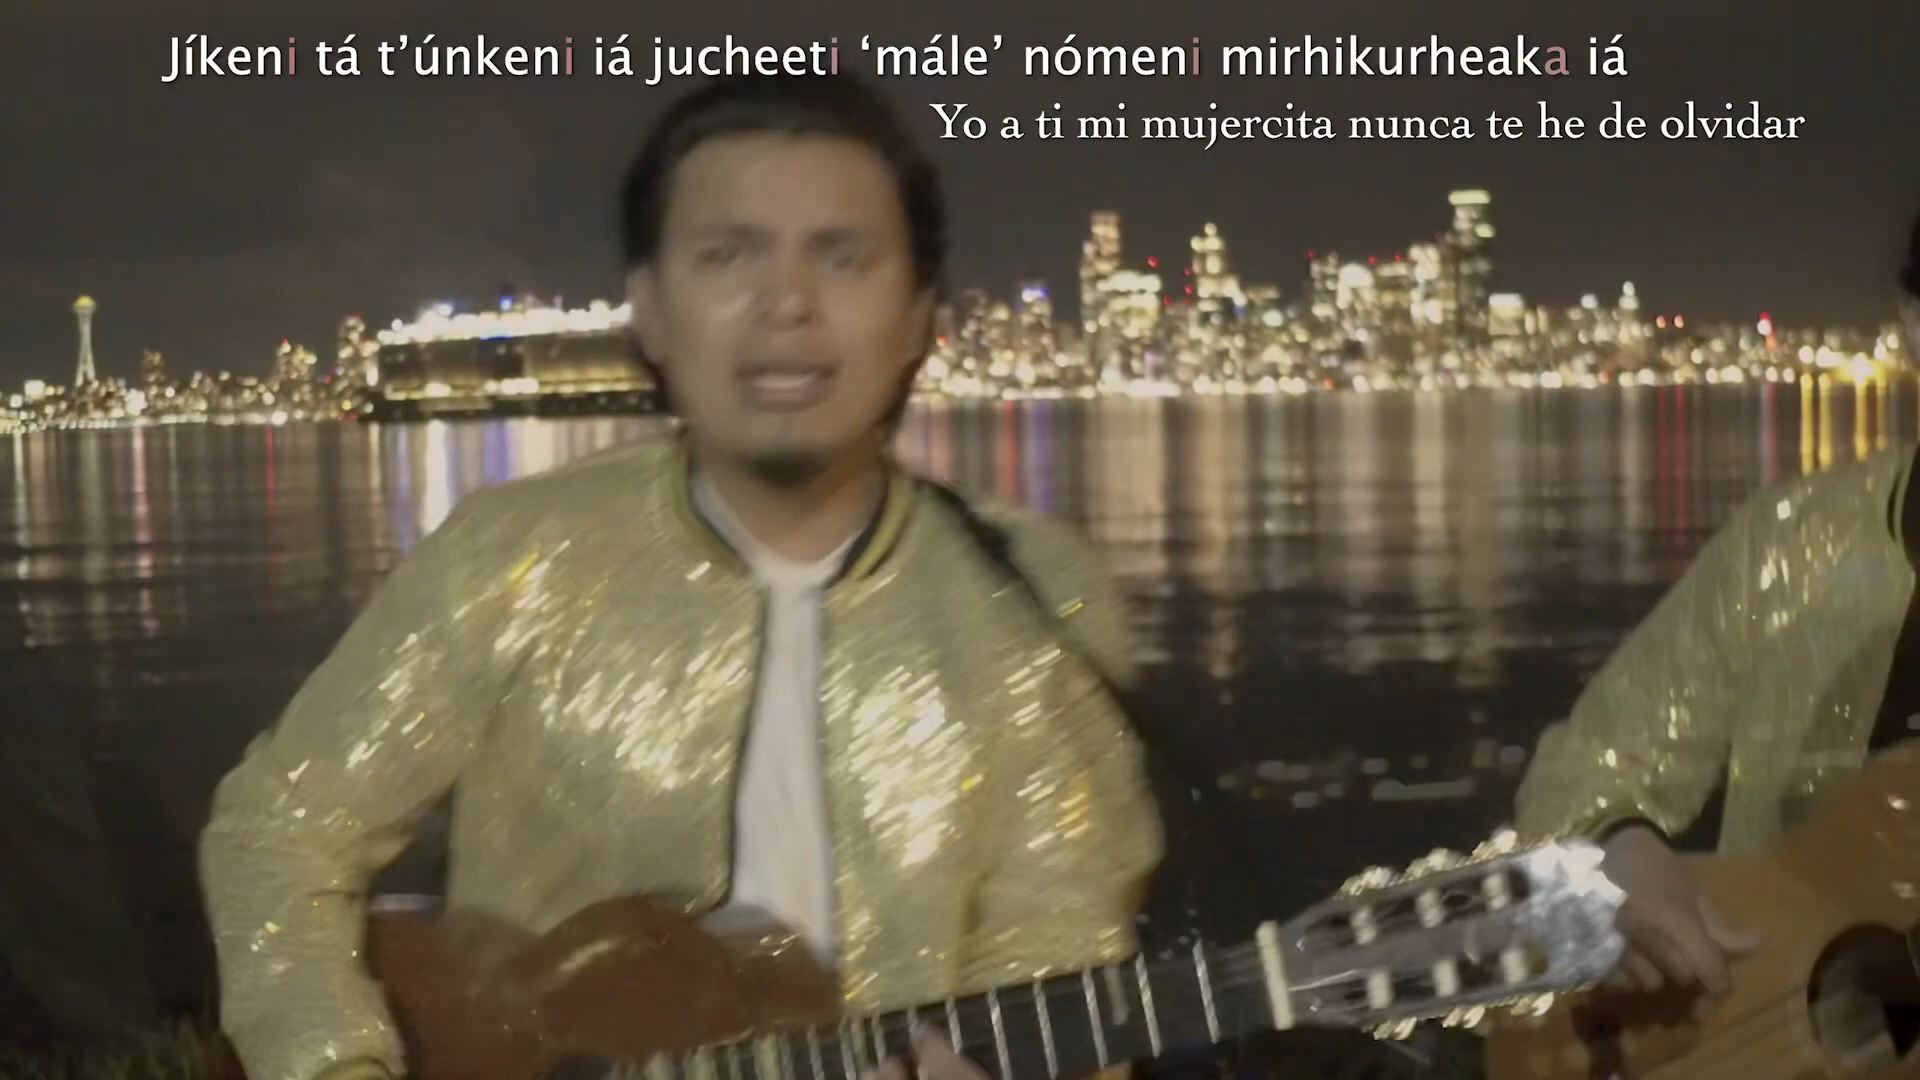 Jíkeni tá t’únkeni iá jucheeti ‘mále’ nómeni mirhikurheaka iá
Yo a ti mi mujercita nunca te he de olvidar